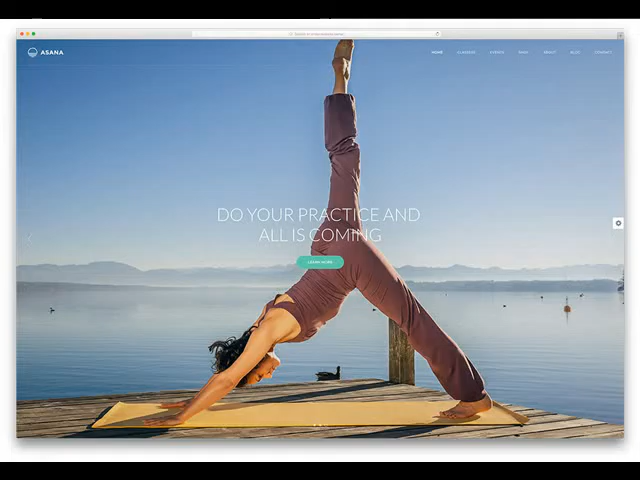 ASANA
HOME
CLASSES
EVENTS
ABOUT
BLOG
CONTACT
DO YOUR PRACTICE AND
ALL IS COMING
LEARN MORE